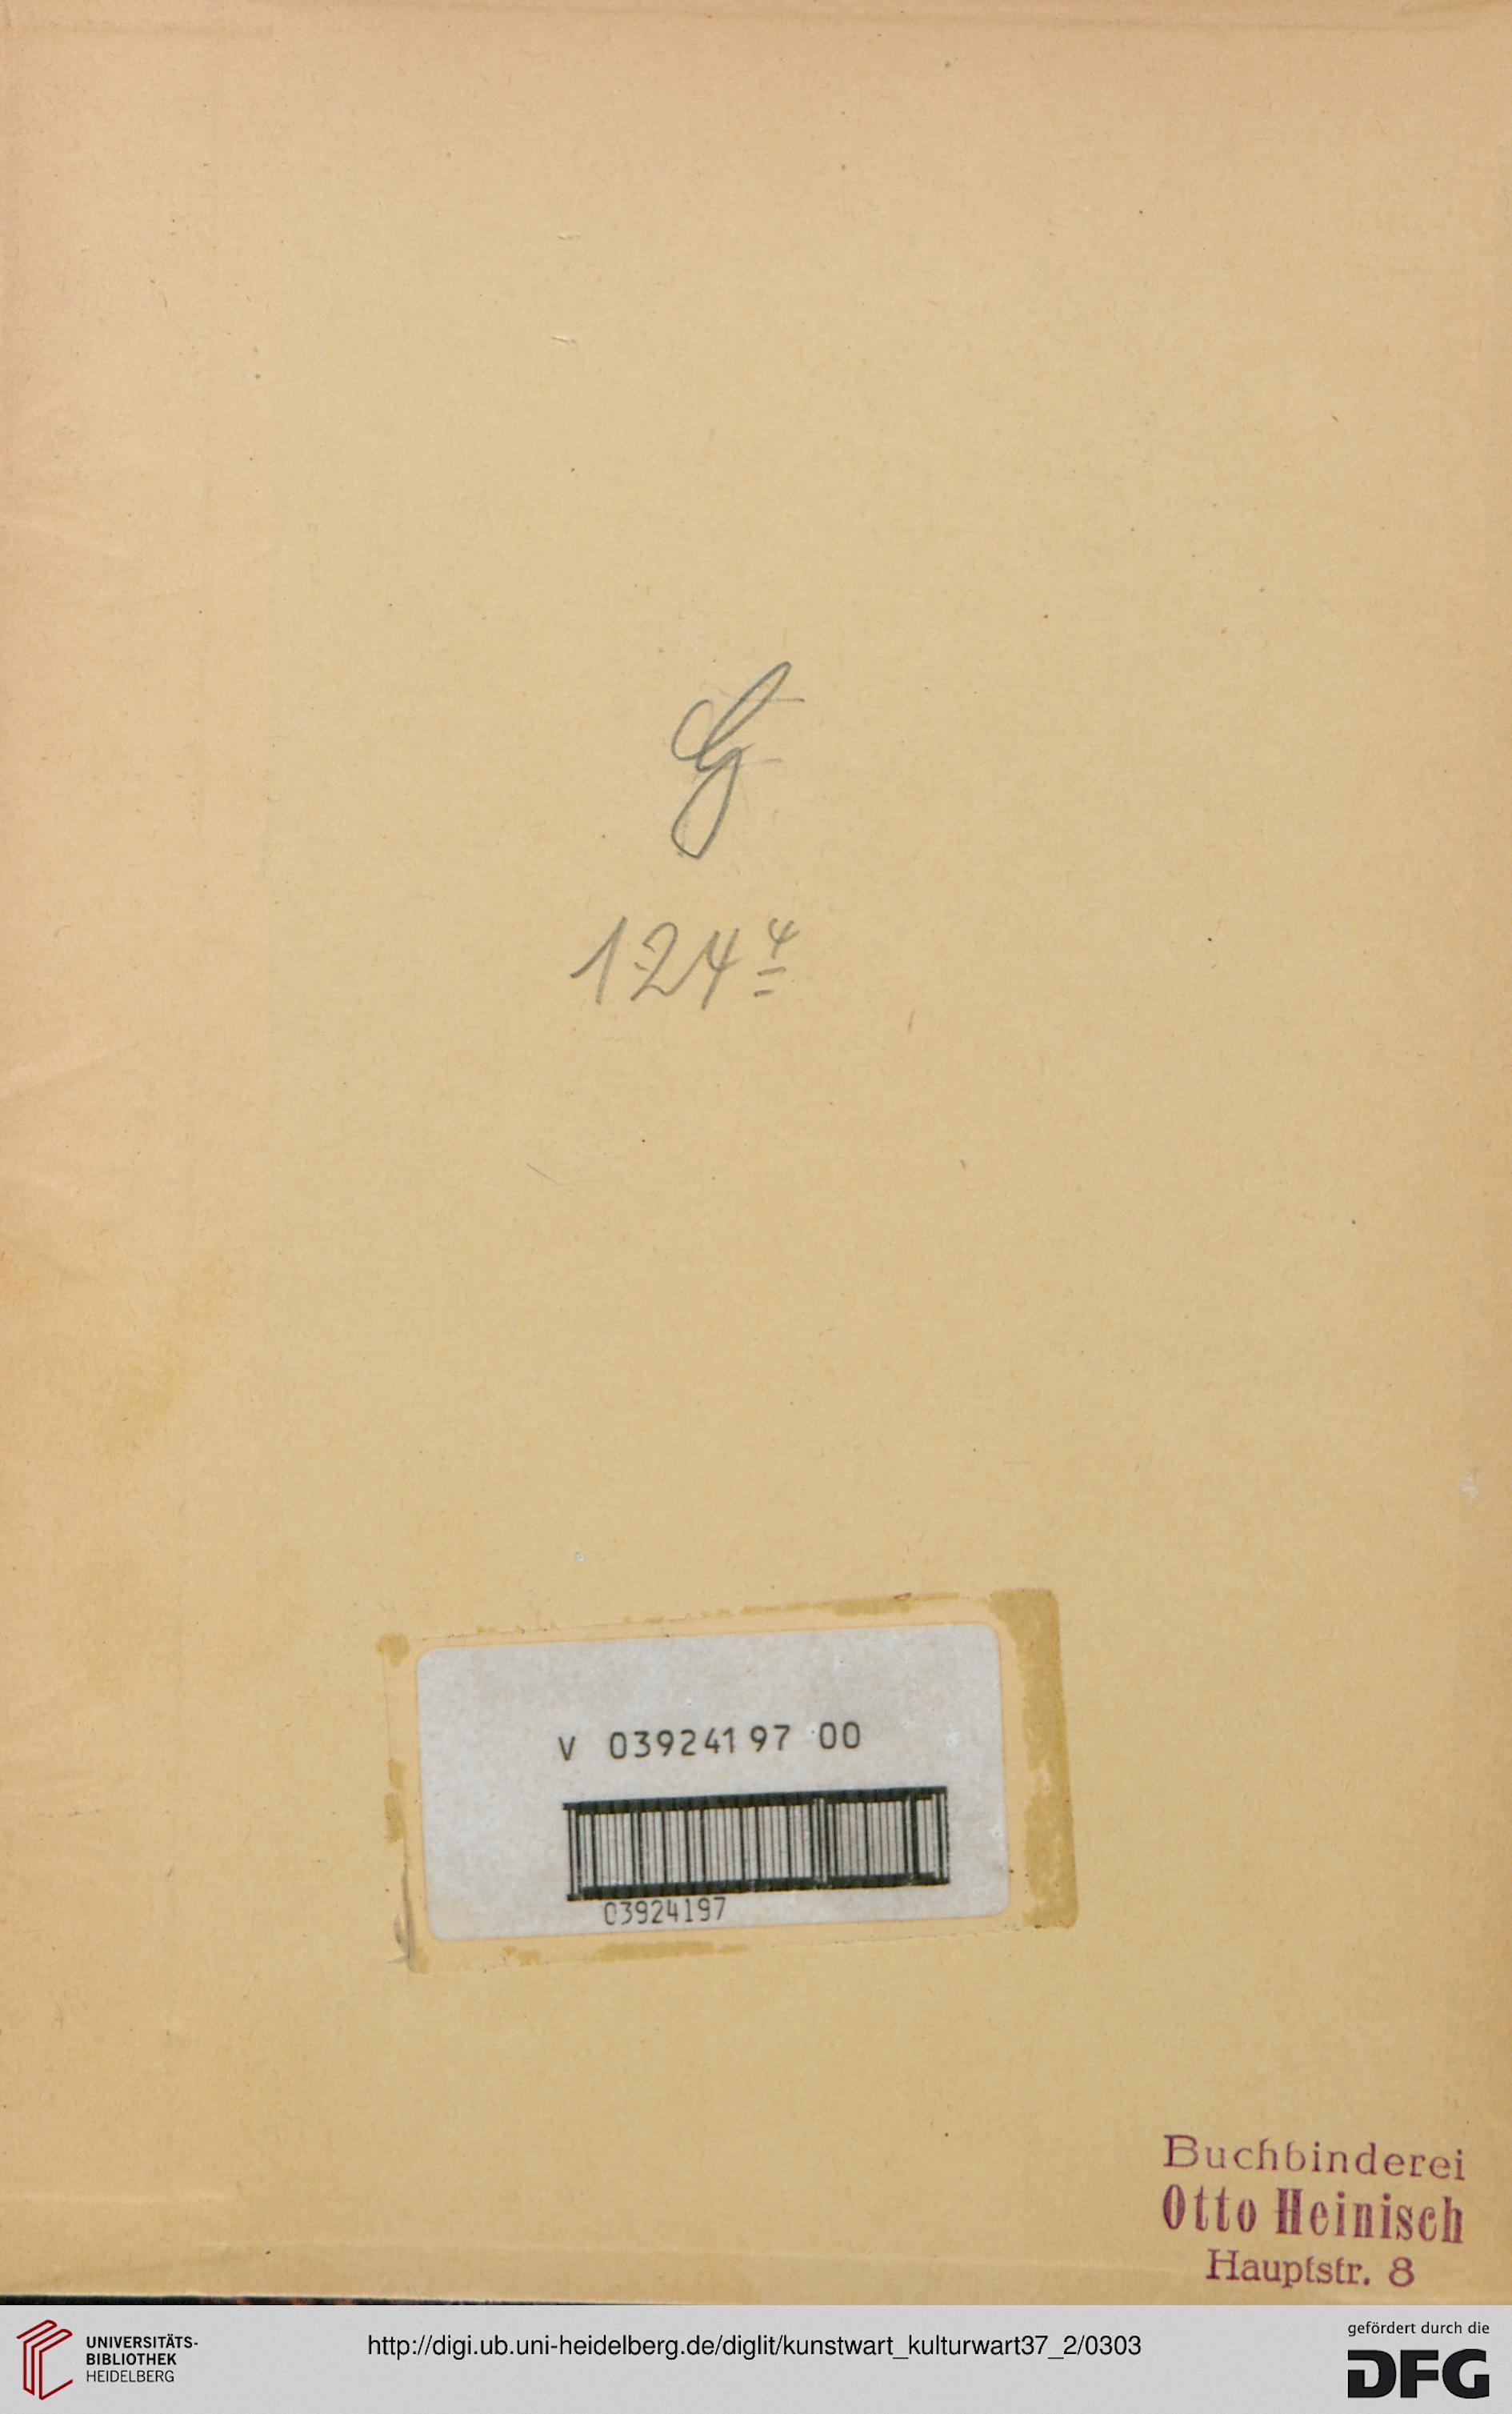 G
124 4
V 03924197 00
03924197
Buchbinderei
Otto Heinisch
Hauptstr. 8
UNIVERSITÄTS-
BIBLIOTHEK
HEIDELBERG
http://digi.ub.uni-heidelberg.de/diglit/kunstwart_kulturwart37_2/0303
gefördert durch die
DFG